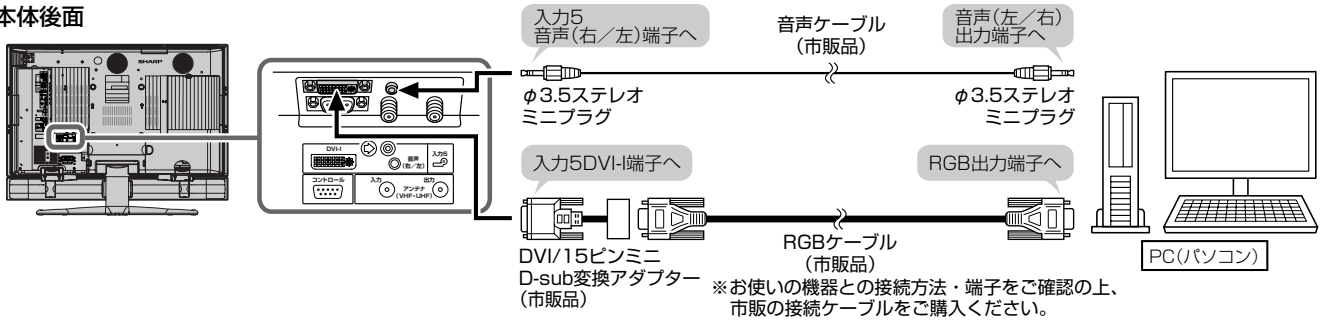 本体後面
SHARP
DVI-I
音声
(右/左)
入力5
コントロール
入力
出力
アンテナ
(VHF・UHF)
入力5
音声(右/左)端子へ
音声ケーブル
(市販品)
音声(左/右)
出力端子へ
φ3.5ステレオ
ミニプラグ
φ3.5ステレオ
ミニプラグ
入力5DVI-I端子へ
RGB出力端子へ
DVI/15ピンミニ
D-sub変換アダプター
(市販品)
RGBケーブル
(市販品)
※お使いの機器との接続方法・端子をご確認の上、
市販の接続ケーブルをご購入ください。
PC(パソコン)